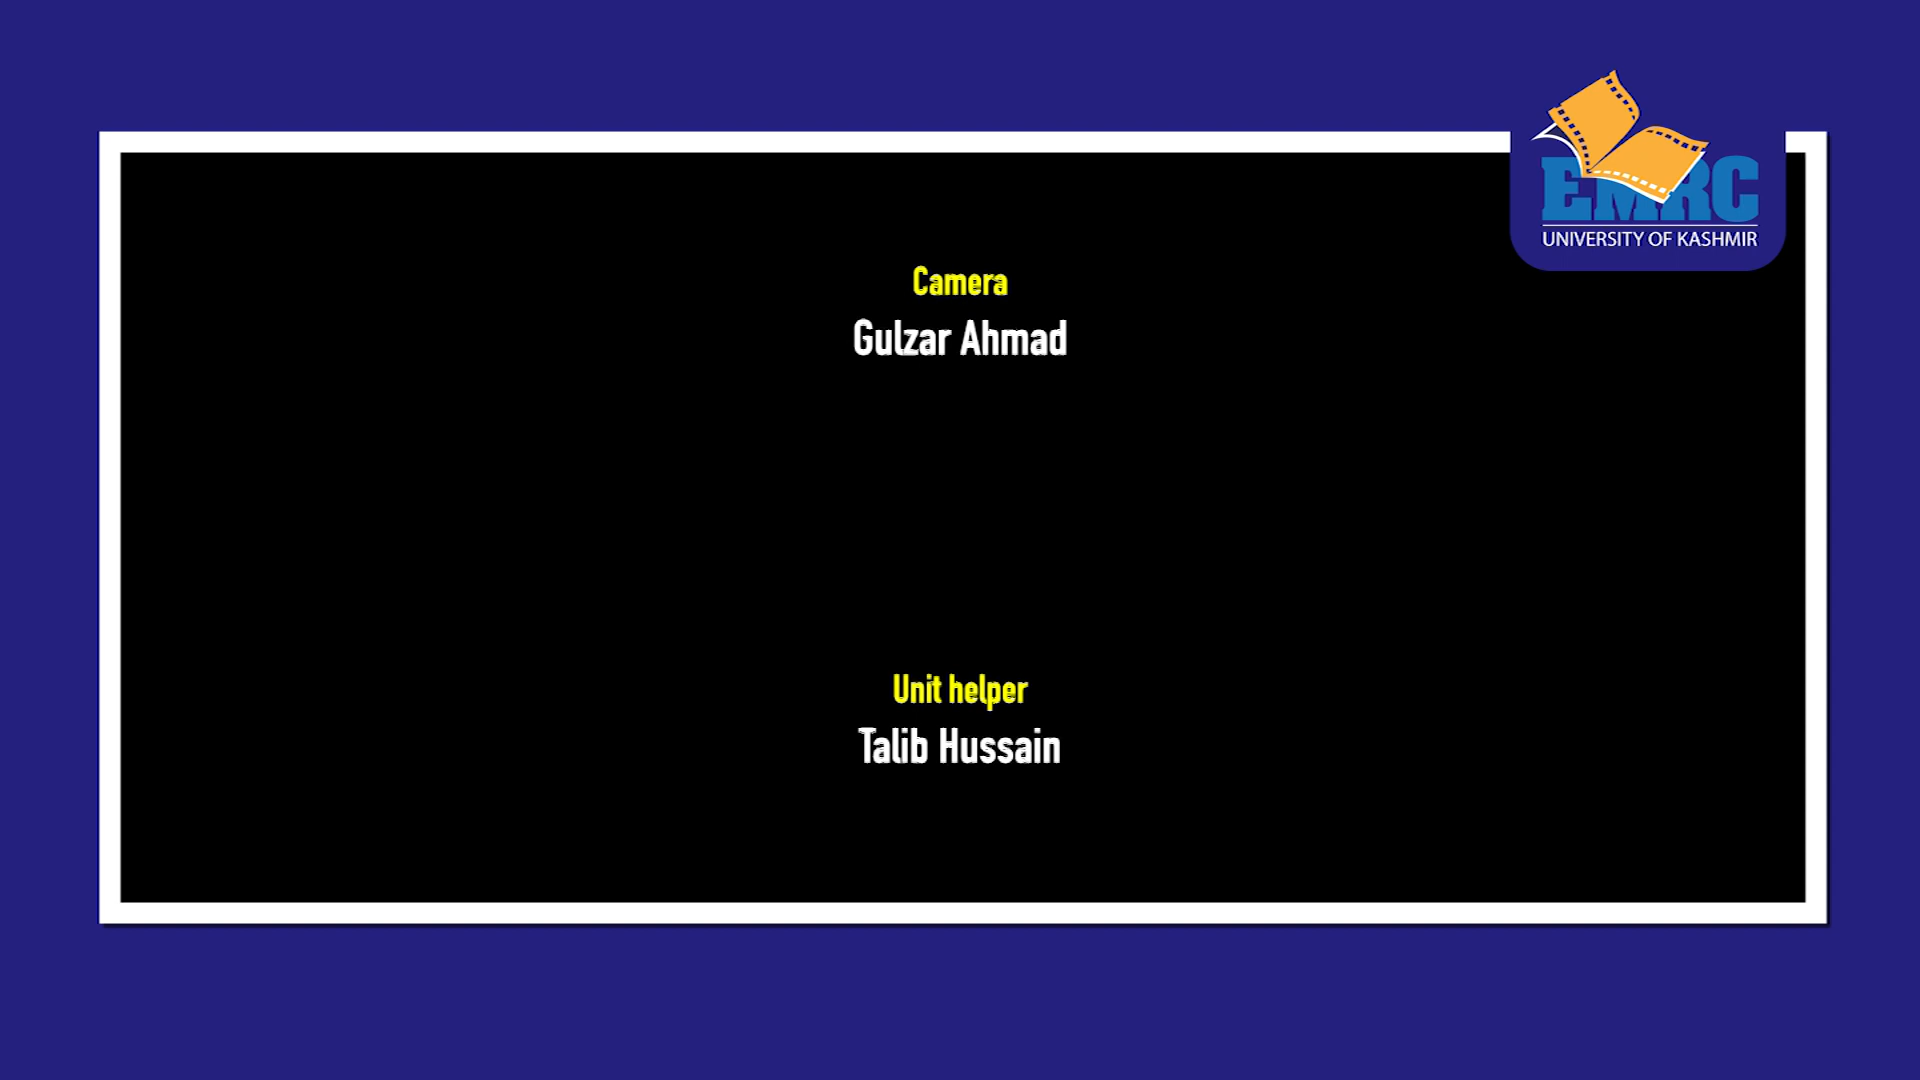 EMRC
UNIVERSITY OF KASHMIR
Camera
Gulzar Ahmad
Unit helper
Talib Hussain